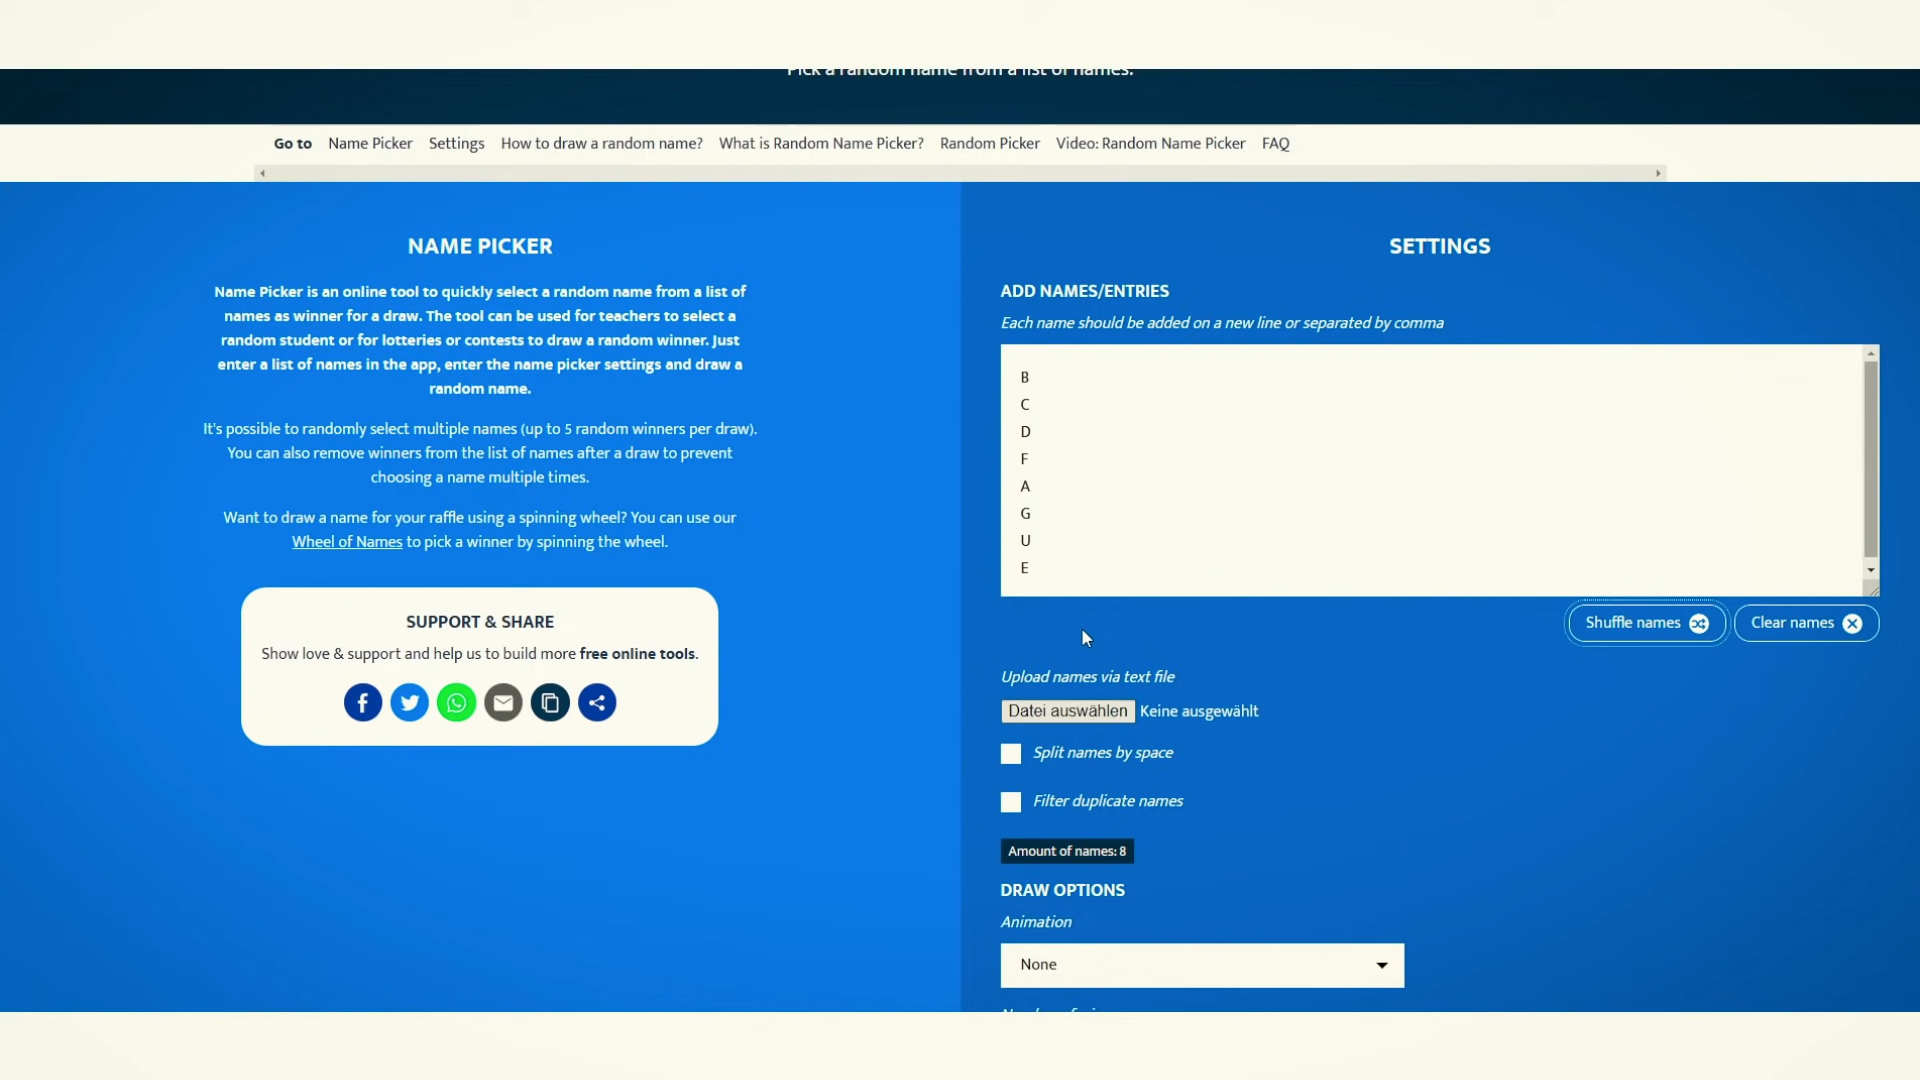 Pick a random name from a list of names.
Go to Name Picker Settings How to draw a random name? What is Random Name Picker? Random Picker Video: Random Name Picker FAQ
NAME PICKER
Name Picker is an online tool to quickly select a random name from a list of
names as winner for a draw. The tool can be used for teachers to select a
random student or for lotteries or contests to draw a random winner. Just
enter a list of names in the app, enter the name picker settings and draw a
random name.
It's possible to randomly select multiple names (up to 5 random winners per draw).
You can also remove winners from the list of names after a draw to prevent
choosing a name multiple times.
Want to draw a name for your raffle using a spinning wheel? You can use our
Wheel of Names to pick a winner by spinning the wheel.
SUPPORT & SHARE
Show love & support and help us to build more free online tools.
SETTINGS
ADD NAMES/ENTRIES
Each name should be added on a new line or separated by comma
B
C
D
F
A
G
U
E
Shuffle names
Clear names
Upload names via text file
Datei auswählen Keine ausgewählt
Split names by space
Filter duplicate names
Amount of names: 8
DRAW OPTIONS
Animation
None